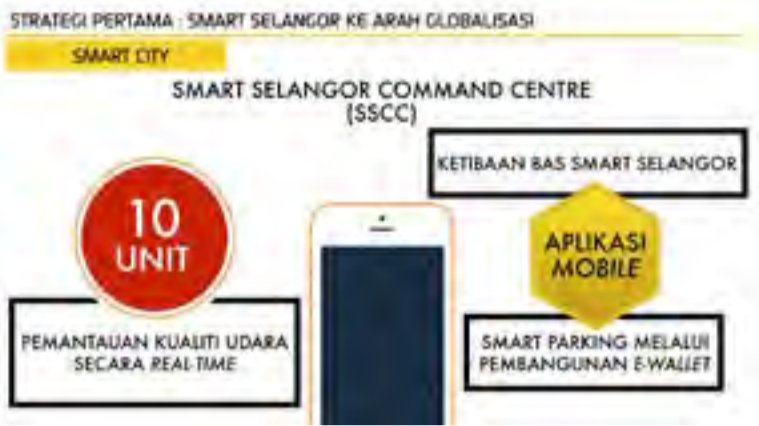 STRATEGI PERTAMA : SMART SELANGOR KE ARAH GLOBALISASI
SMART CITY
SMART SELANGOR COMMAND CENTRE
(SSCC)
10
UNIT
PEMANTAUAN KUALITI UDARA
SECARA REAL-TIME
KETIBAAN BAS SMART SELANGOR
APLIKASI
MOBILE
SMART PARKING MELALUI
PEMBANGUNAN E-WALLET